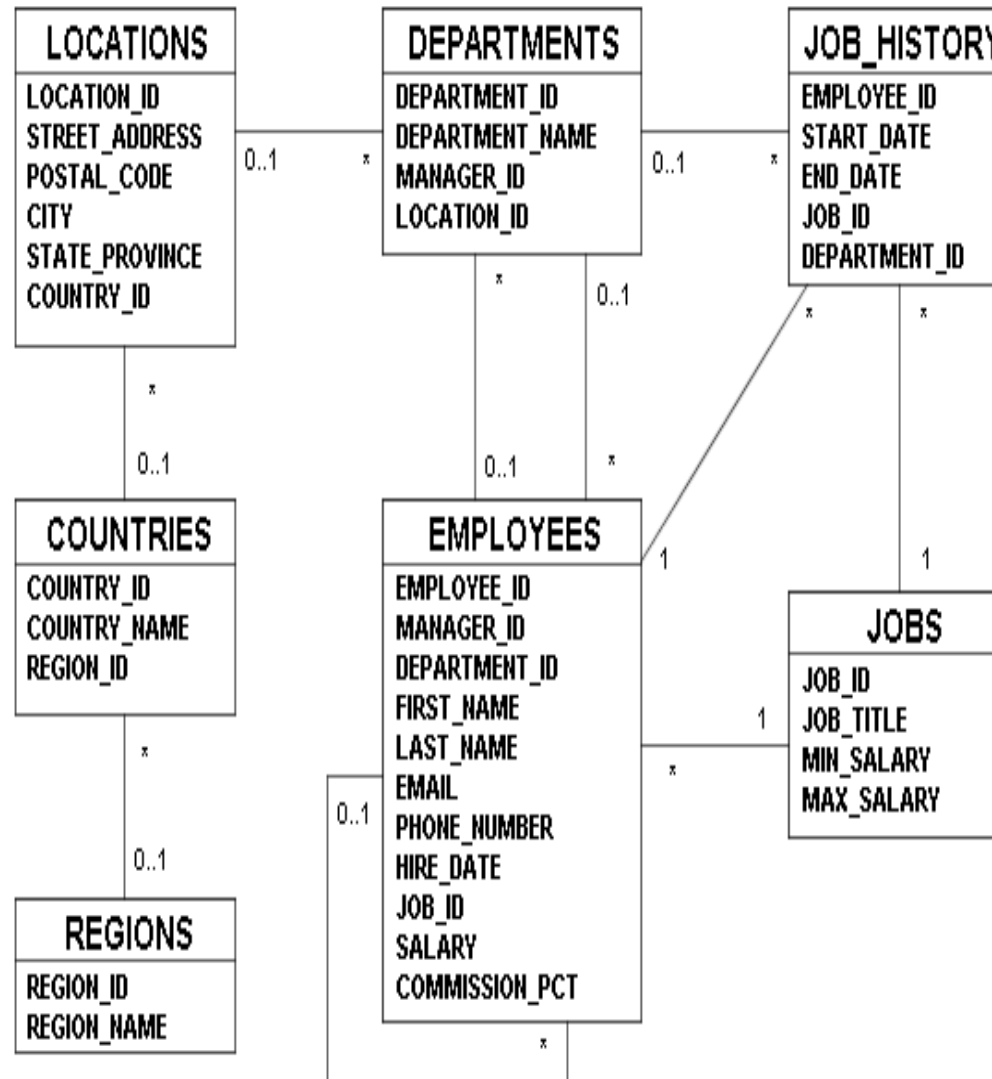 LOCATIONS
LOCATION_ID
STREET_ADDRESS
POSTAL_CODE
CITY
STATE_PROVINCE
COUNTRY_ID
0..1
*
DEPARTMENTS
DEPARTMENT_ID
DEPARTMENT_NAME
MANAGER_ID
LOCATION_ID
0..1
*
JOB_HISTORY
EMPLOYEE_ID
START_DATE
END_DATE
JOB_ID
DEPARTMENT_ID
*
0..1
*
0..1
0..1
*
*
1
*
1
COUNTRIES
COUNTRY_ID
COUNTRY_NAME
REGION_ID
*
0..1
EMPLOYEES
EMPLOYEE_ID
MANAGER_ID
DEPARTMENT_ID
FIRST_NAME
LAST_NAME
EMAIL
PHONE_NUMBER
HIRE_DATE
JOB_ID
SALARY
COMMISSION_PCT
0..1
*
*
1
JOBS
JOB_ID
JOB_TITLE
MIN_SALARY
MAX_SALARY
REGIONS
REGION_ID
REGION_NAME